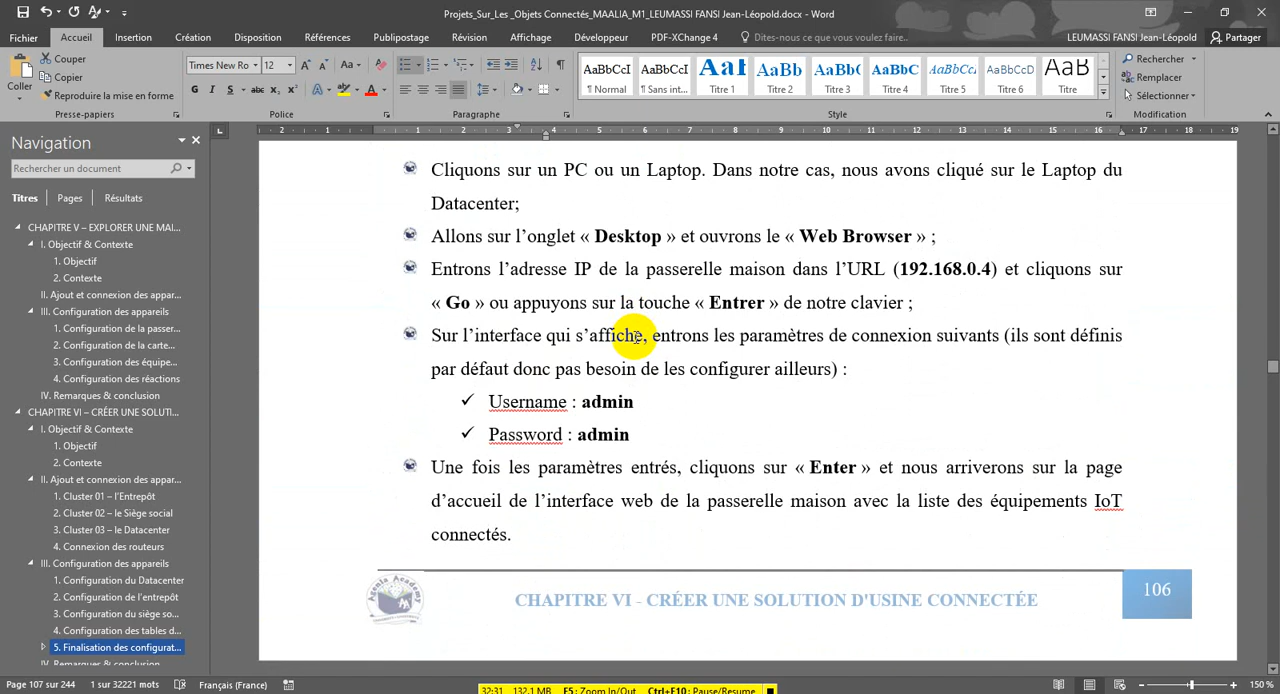 Projets_Sur_Les _Objets Connectés_MAALIA_M1_LEUMASSI FANSI Jean-Léopold.docx - Word
Fichier Accueil Insertion Création Disposition Références Publipostage Révision Affichage Développeur PDF-XChange 4 Dites-nous ce que vous voulez faire... LEUMASSI FANSI Jean-Léopold Partager
Coller
Couper
Copier
Reproduire la mise en forme
Presse-papiers
Times New Ro 12
Police
Paragraphe
AaBbCcI AaBbCcI AaBb AaBb( AaBbC AaBbC AaBbCcD
¶ Normal ¶ Sans int... Titre 1 Titre 2 Titre 3 Titre 4 Titre 5 Titre 6 Titre
Style
Rechercher
Remplacer
Sélectionner
Modification
Navigation
Rechercher un document
Titres Pages Résultats
CHAPITRE V – EXPLORER UNE MAI...
I. Objectif & Contexte
1. Objectif
2. Contexte
II. Ajout et connexion des appar...
III. Configuration des appareils
1. Configuration de la passer...
2. Configuration de la carte...
3. Configuration des équipe...
4. Configuration des réactions
IV. Remarques & conclusion
CHAPITRE VI – CRÉER UNE SOLUTI...
I. Objectif & Contexte
1. Objectif
2. Contexte
II. Ajout et connexion des appar...
1. Cluster 01 – l'Entrepôt
2. Cluster 02 – le Siège social
3. Cluster 03 – le Datacenter
4. Connexion des routeurs
III. Configuration des appareils
1. Configuration du Datacenter
2. Configuration de l'entrepôt
3. Configuration du siège so...
4. Configuration des tables d...
5. Finalisation des configurat...
IV. Remarques & conclusion
Cliquons sur un PC ou un Laptop. Dans notre cas, nous avons cliqué sur le Laptop du
Datacenter;
Allons sur l'onglet « Desktop » et ouvrons le « Web Browser » ;
Entrons l'adresse IP de la passerelle maison dans l'URL (192.168.0.4) et cliquons sur
« Go » ou appuyons sur la touche « Entrer » de notre clavier ;
Sur l'interface qui s'affiche, entrons les paramètres de connexion suivants (ils sont définis
par défaut donc pas besoin de les configurer ailleurs) :
✓ Username : admin
✓ Password : admin
Une fois les paramètres entrés, cliquons sur « Enter » et nous arriverons sur la page
d'accueil de l'interface web de la passerelle maison avec la liste des équipements IoT
connectés.
Agenla Academy
CHAPITRE VI - CRÉER UNE SOLUTION D'USINE CONNECTÉE
106
Page 107 sur 244 1 sur 32221 mots Français (France) 150 %
32:31 132.1 MB F5 : Zoom In/Out Ctrl+F10 : Pause/Resume